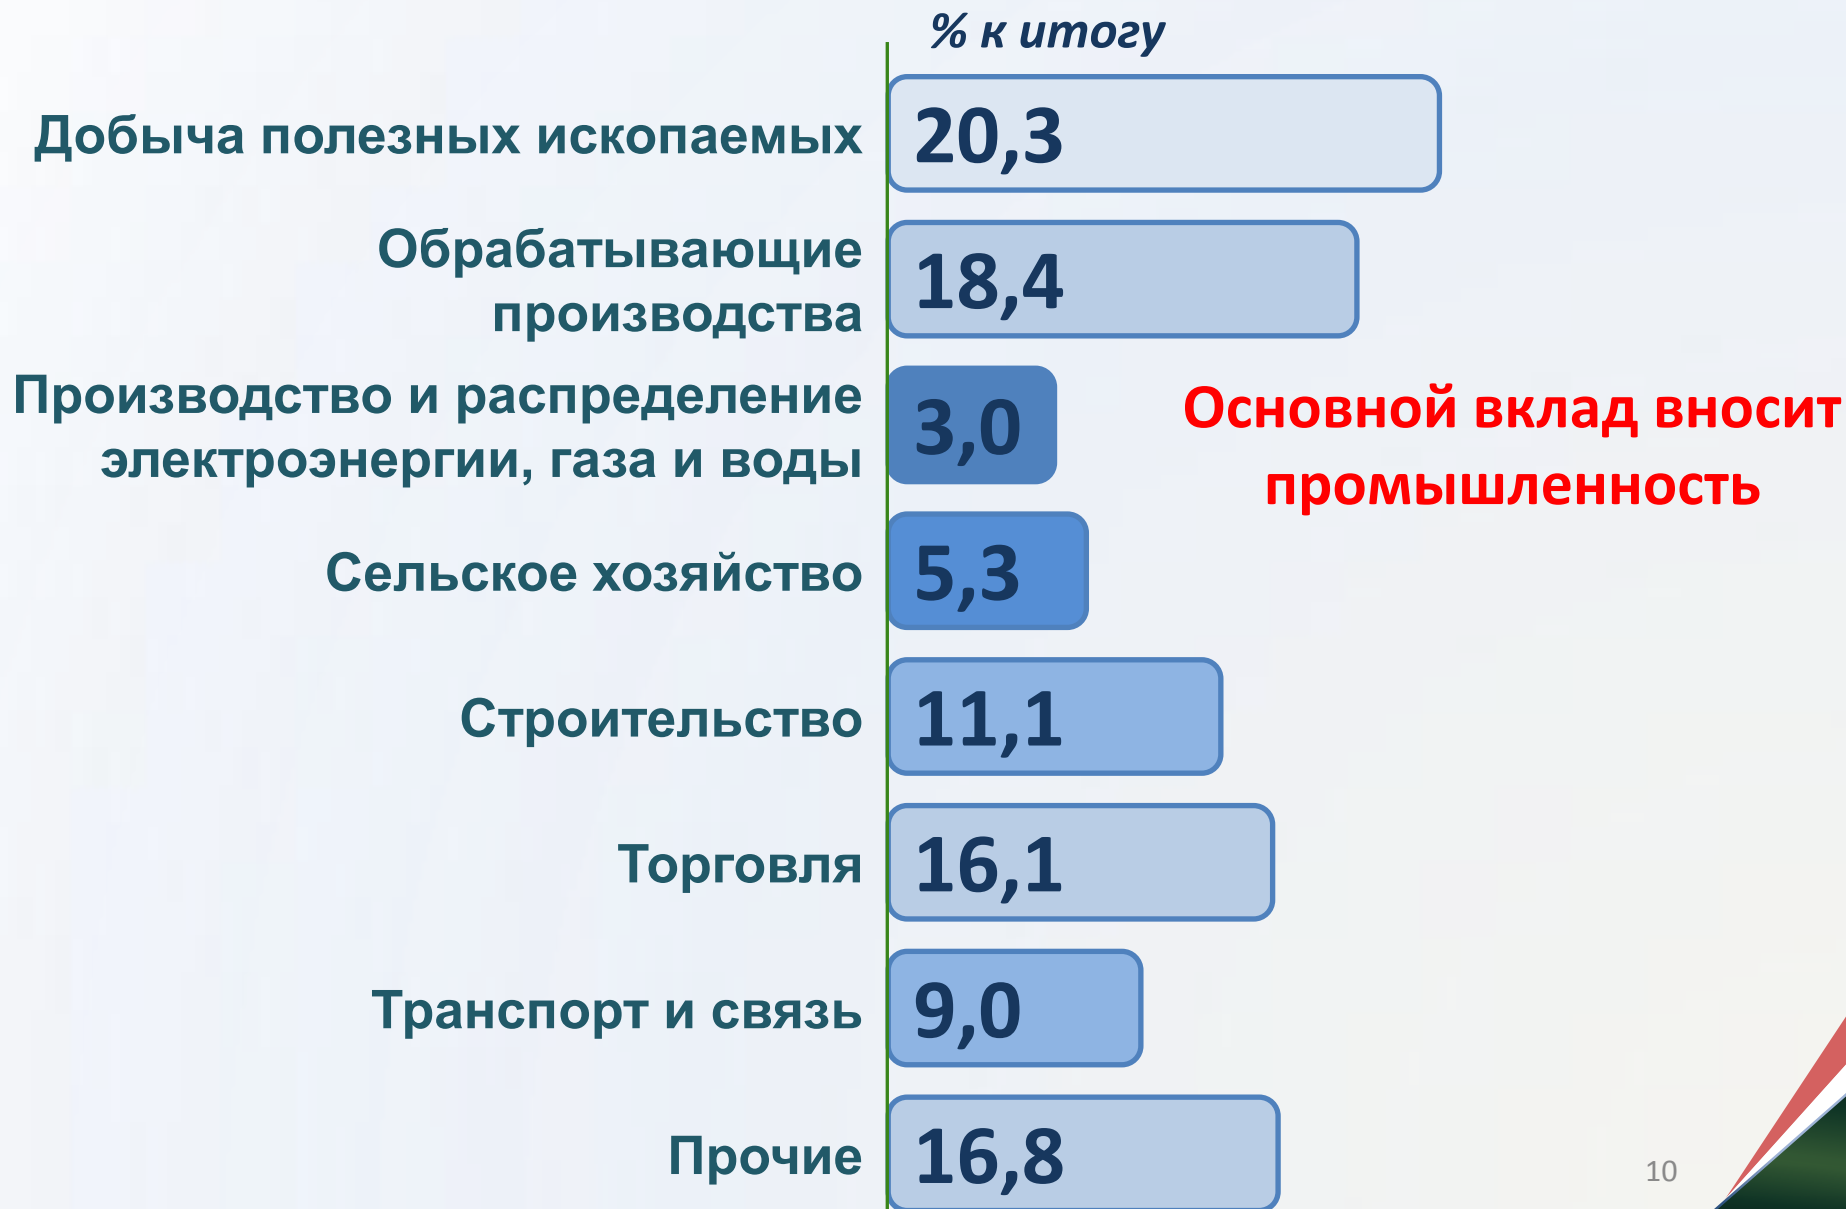 % к итогу
Добыча полезных ископаемых
20,3
Обрабатывающие
производства
18,4
Производство и распределение
электроэнергии, газа и воды
3,0
Основной вклад вносит
промышленность
Сельское хозяйство
5,3
Строительство
11,1
Торговля
16,1
Транспорт и связь
9,0
Прочие
16,8
10